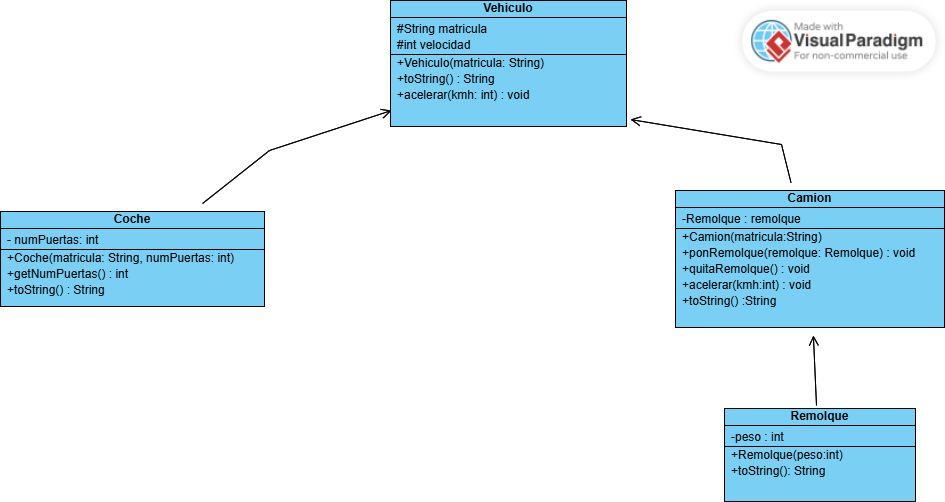 Vehiculo
#String matricula
#int velocidad
+Vehiculo(matricula: String)
+toString() : String
+acelerar(kmh: int) : void
Made with
Visual Paradigm
For non-commercial use
Coche
- numPuertas: int
+Coche(matricula: String, numPuertas: int)
+getNumPuertas() : int
+toString() : String
Camion
-Remolque : remolque
+Camion(matricula:String)
+ponRemolque(remolque: Remolque) : void
+quitaRemolque() : void
+acelerar(kmh:int) : void
+toString() :String
Remolque
-peso : int
+Remolque(peso:int)
+toString(): String